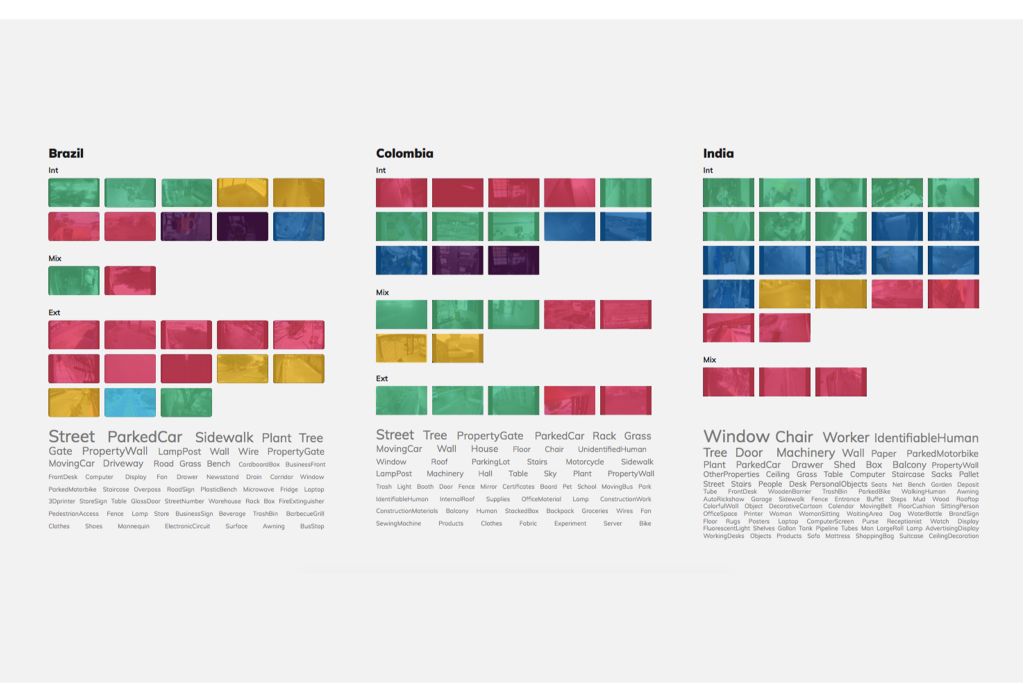 Brazil
Int
Mix
Ext
Street ParkedCar Sidewalk Plant Tree
Gate PropertyWall LampPost Wall Wire PropertyGate
MovingCar Driveway Road Grass Bench CardboardBox BusinessFront
FrontDesk Computer Display Fan Drawer Newsstand Drain Corridor Window
ParkedMotorbike Staircase Overpass RoadSign PlasticBench Microwave Fridge Laptop
3Dprinter StoreSign Table GlassDoor StreetNumber Warehouse Rack Box FireExtinguisher
PedestrianAccess Fence Lamp Store BusinessSign Beverage TrashBin BarbecueGrill
Clothes Shoes Mannequin ElectronicCircuit Surface Awning BusStop
Colombia
Int
Mix
Ext
Street Tree PropertyGate ParkedCar Rack Grass
MovingCar Wall House Floor Chair UnidentifiedHuman
Window Roof ParkingLot Stairs Motorcycle Sidewalk
LampPost Machinery Hall Table Sky Plant PropertyWall
Trash Light Booth Door Fence Mirror Certificates Board Pet School MovingBus Park
IdentifiableHuman InternalRoof Supplies OfficeMaterial Lamp ConstructionWork
ConstructionMaterials Balcony Human StackedBox Backpack Groceries Wires Fan
SewingMachine Products Clothes Fabric Experiment Server Bike
India
Int
Mix
Window Chair Worker IdentifiableHuman
Tree Door Machinery Wall Paper ParkedMotorbike
Plant ParkedCar Drawer Shed Box Balcony PropertyWall
OtherProperties Ceiling Grass Table Computer Staircase Sacks Pallet
Street Stairs People Desk PersonalObjects Seats Net Bench Garden Deposit
Tube FrontDesk WoodenBarrier TrashBin ParkedBike WalkingHuman Awning
AutoRickshaw Garage Sidewalk Fence Entrance Buffet Steps Mud Wood Rooftop
ColorfulWall Object DecorativeCartoon Calendar MovingBelt FloorCushion SittingPerson
OfficeSpace Printer Woman WomanSitting WaitingArea Dog WaterBottle BrandSign
Floor Rugs Posters Laptop ComputerScreen Purse Receptionist Watch Display
FluorescentLight Shelves Gallon Tank Pipeline Tubes Man LargeRoll Lamp AdvertisingDisplay
WorkingDesks Objects Products Sofa Mattress ShoppingBag Suitcase CeilingDecoration